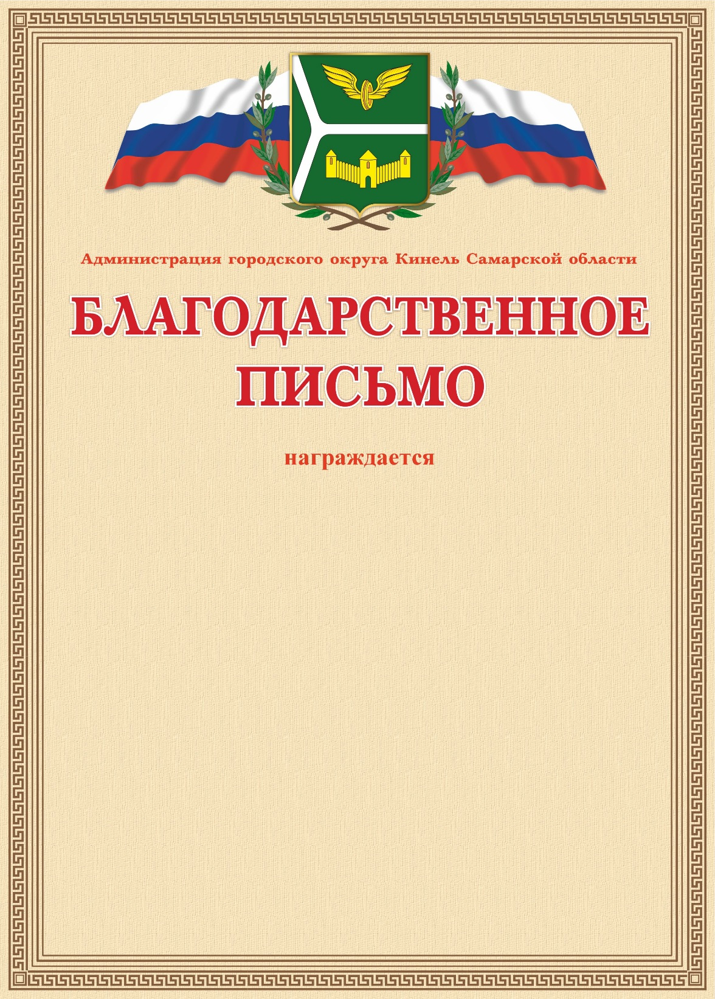 Администрация городского округа Кинель Самарской области
БЛАГОДАРСТВЕННОЕ
ПИСЬМО
награждается